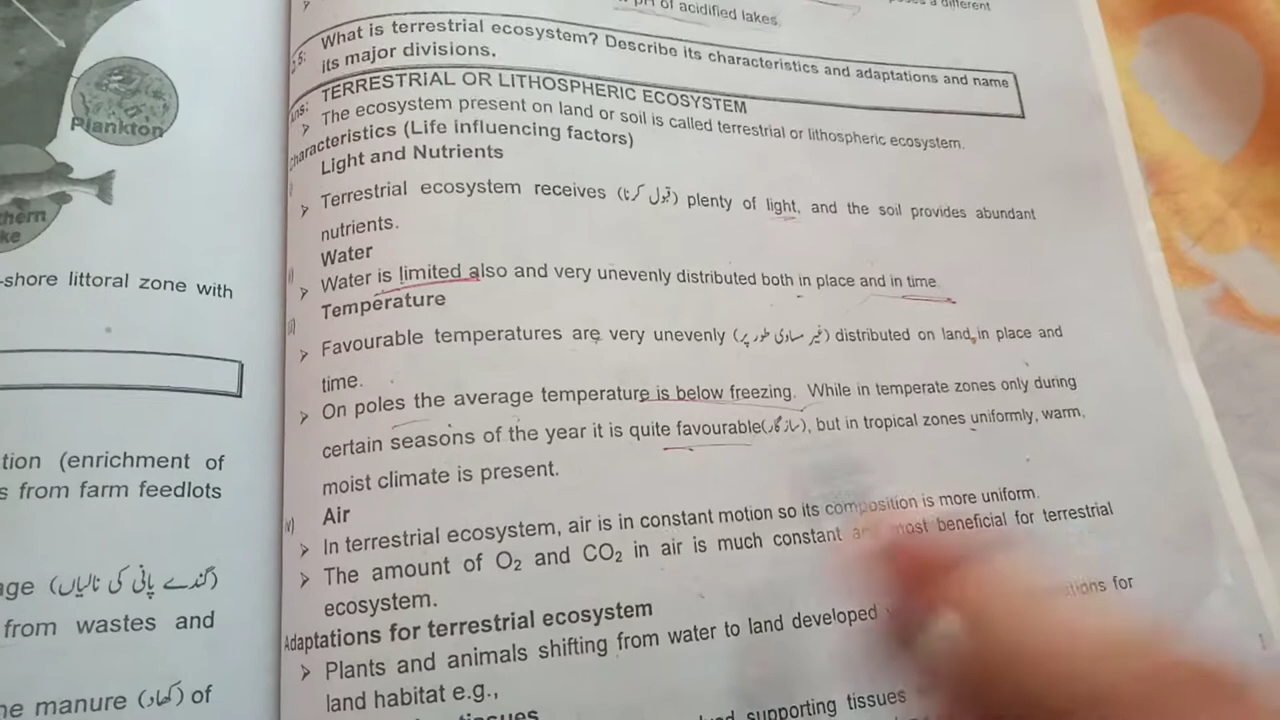 Plankton
thern
ke
-shore littoral zone with
tion (enrichment of
s from farm feedlots
age (گندے پانی کی نالیاں)
from wastes and
he manure (کھاد) of
pH of acidified lakes.
a different
What is terrestrial ecosystem? Describe its characteristics and adaptations and name
its major divisions.
TERRESTRIAL OR LITHOSPHERIC ECOSYSTEM
➢ The ecosystem present on land or soil is called terrestrial or lithospheric ecosystem.
Characteristics (Life influencing factors)
Light and Nutrients
➢ Terrestrial ecosystem receives (قبول کرنا) plenty of light, and the soil provides abundant
nutrients.
Water
➢ Water is limited also and very unevenly distributed both in place and in time.
Temperature
➢ Favourable temperatures are very unevenly (غیر مساوی طور پر) distributed on land, in place and
time.
➢ On poles the average temperature is below freezing. While in temperate zones only during
certain seasons of the year it is quite favourable(سازگار), but in tropical zones uniformly, warm,
moist climate is present.
Air
➢ In terrestrial ecosystem, air is in constant motion so its composition is more uniform.
➢ The amount of O₂ and CO₂ in air is much constant and most beneficial for terrestrial
ecosystem.
Adaptations for terrestrial ecosystem
➢ Plants and animals shifting from water to land developed
land habitat e.g.,
supporting tissues